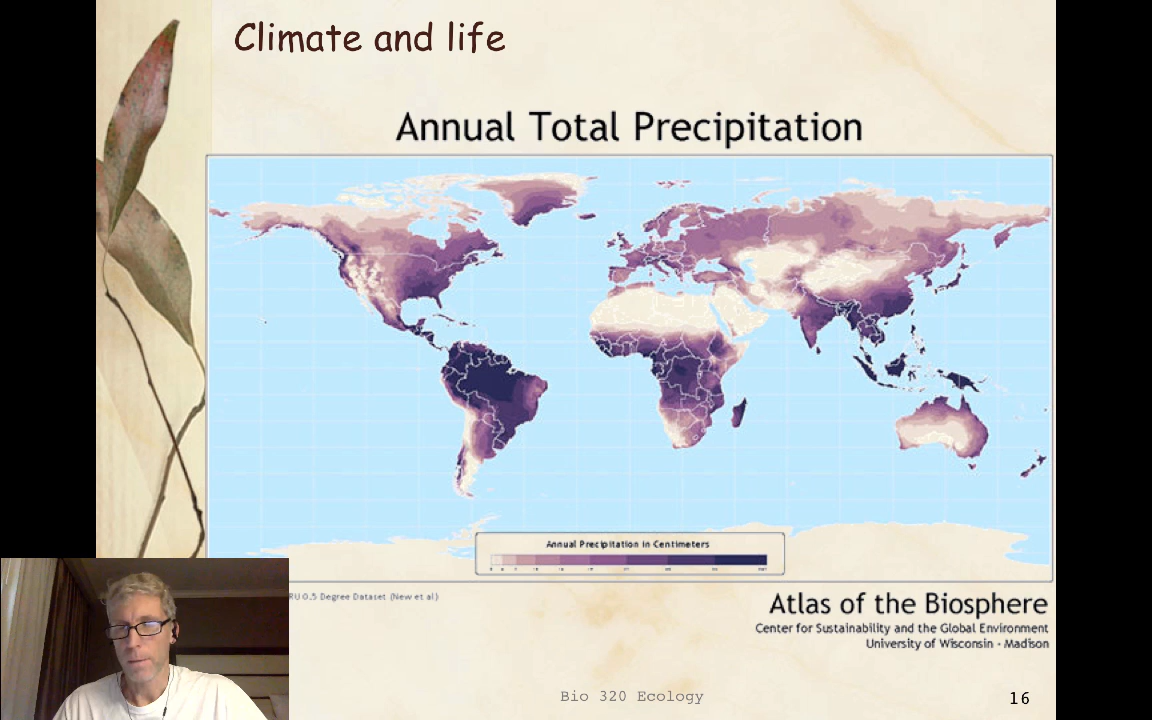 Climate and life
Annual Total Precipitation
Annual Precipitation in Centimeters
RU 0.5 Degree Dataset (New et al)
Atlas of the Biosphere
Center for Sustainability and the Global Environment
University of Wisconsin - Madison
Bio 320 Ecology
16